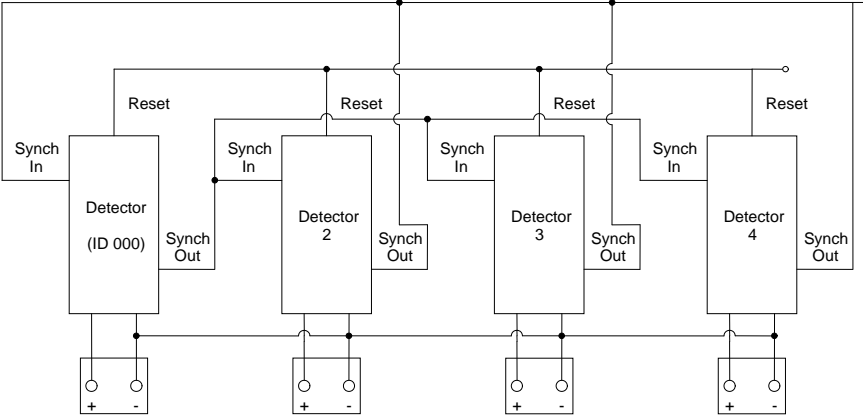 Reset
Reset
Reset
Reset
Synch
In
Synch
In
Synch
In
Synch
In
Detector
(ID 000)
Detector
2
Detector
3
Detector
4
Synch
Out
Synch
Out
Synch
Out
Synch
Out
+ -
+ -
+ -
+ -